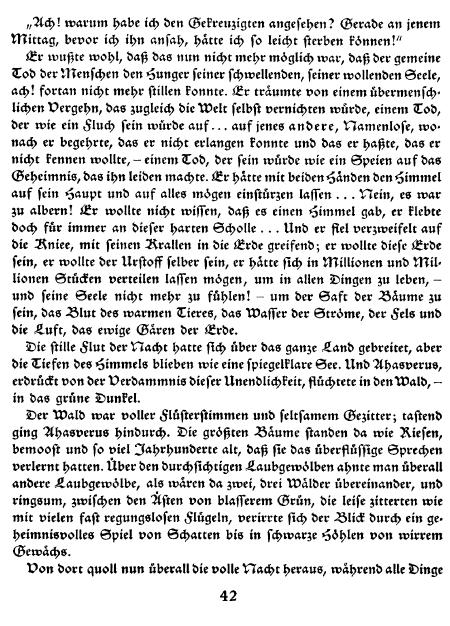 „Ach! warum habe ich den Gekreuzigten angesehen? Gerade an jenem
Mittag, bevor ich ihn ansah, hätte ich so leicht sterben können!“
Er wußte wohl, daß das nun nicht mehr möglich war, daß der gemeine
Tod der Menschen den Hunger seiner schwellenden, seiner wollenden Seele,
ach! fortan nicht mehr stillen konnte. Er träumte von einem übermensch-
lichen Vergehn, das zugleich die Welt selbst vernichten würde, einem Tod,
der wie ein Fluch sein würde auf... auf jenes andere, Namenlose, wo-
nach er begehrte, das er nicht erlangen konnte und das er haßte, das er
nicht kennen wollte, – einem Tod, der sein würde wie ein Speien auf das
Geheimnis, das ihn leiden machte. Er hätte mit beiden Händen den Himmel
auf sein Haupt und auf alles mögen einstürzen lassen ... Nein, es war
zu albern! Er wollte nicht wissen, daß es einen Himmel gab, er klebte
doch für immer an dieser harten Scholle ... Und er fiel verzweifelt auf
die Kniee, mit seinen Krallen in die Erde greifend; er wollte diese Erde
sein, er wollte der Urstoff selber sein, er hätte sich in Millionen und Mil-
lionen Stücken verteilen lassen mögen, um in allen Dingen zu leben, –
und seine Seele nicht mehr zu fühlen! – um der Saft der Bäume zu
sein, das Blut des warmen Tieres, das Wasser der Ströme, der Fels und
die Luft, das ewige Gären der Erde.
Die stille Flut der Nacht hatte sich über das ganze Land gebreitet, aber
die Tiefen des Himmels blieben wie eine spiegelklare See. Und Ahasverus,
erdrückt von der Verdammnis dieser Unendlichkeit, flüchtete in den Wald, –
in das grüne Dunkel.
Der Wald war voller Flüsterstimmen und seltsamem Gezitter; tastend
ging Ahasverus hindurch. Die größten Bäume standen da wie Riesen,
bemoost und so viel Jahrhunderte alt, daß sie das überflüssige Sprechen
verlernt hatten. Über den durchsichtigen Laubgewölben ahnte man überall
andere Laubgewölbe, als wären da zwei, drei Wälder übereinander, und
ringsum, zwischen den Ästen von blasserem Grün, die leise zitterten wie
mit vielen fast regungslosen Flügeln, verirrte sich der Blick durch ein ge-
heimnisvolles Spiel von Schatten bis in schwarze Höhlen von wirrem
Gewächs.
Von dort quoll nun überall die volle Nacht heraus, während alle Dinge
42